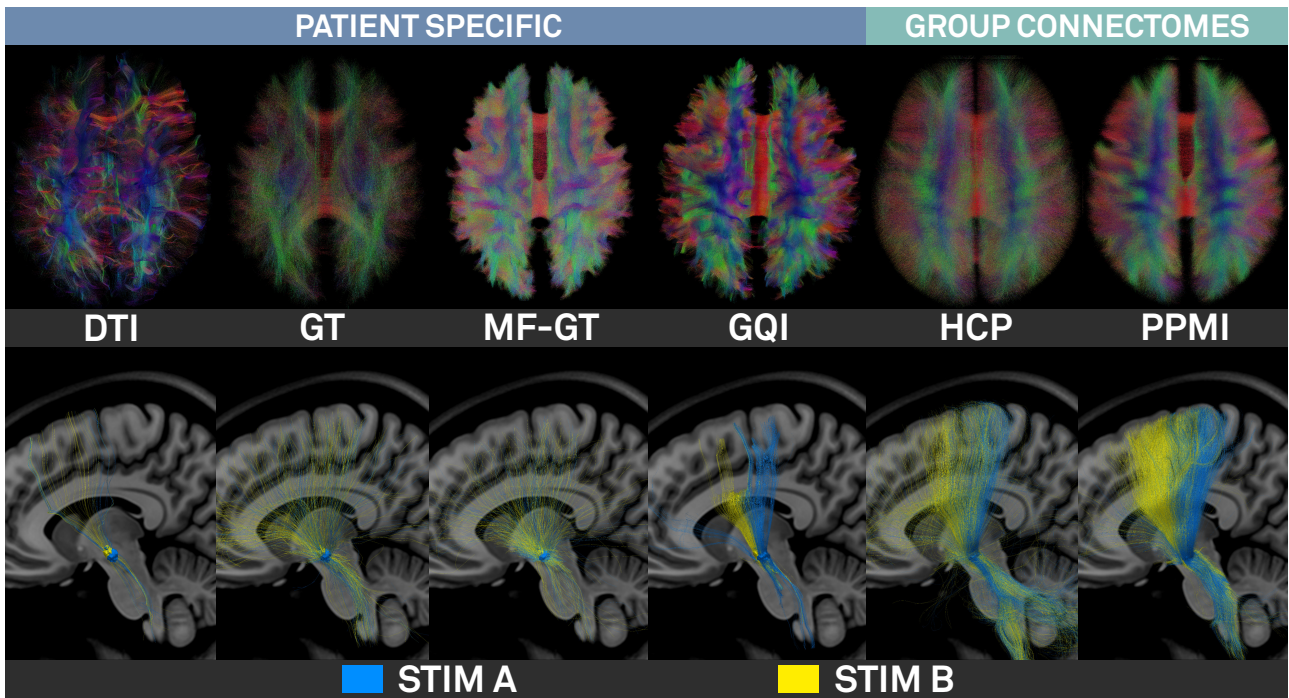 PATIENT SPECIFIC
GROUP CONNECTOMES
DTI
GT
MF-GT
GQI
HCP
PPMI
STIM A
STIM B